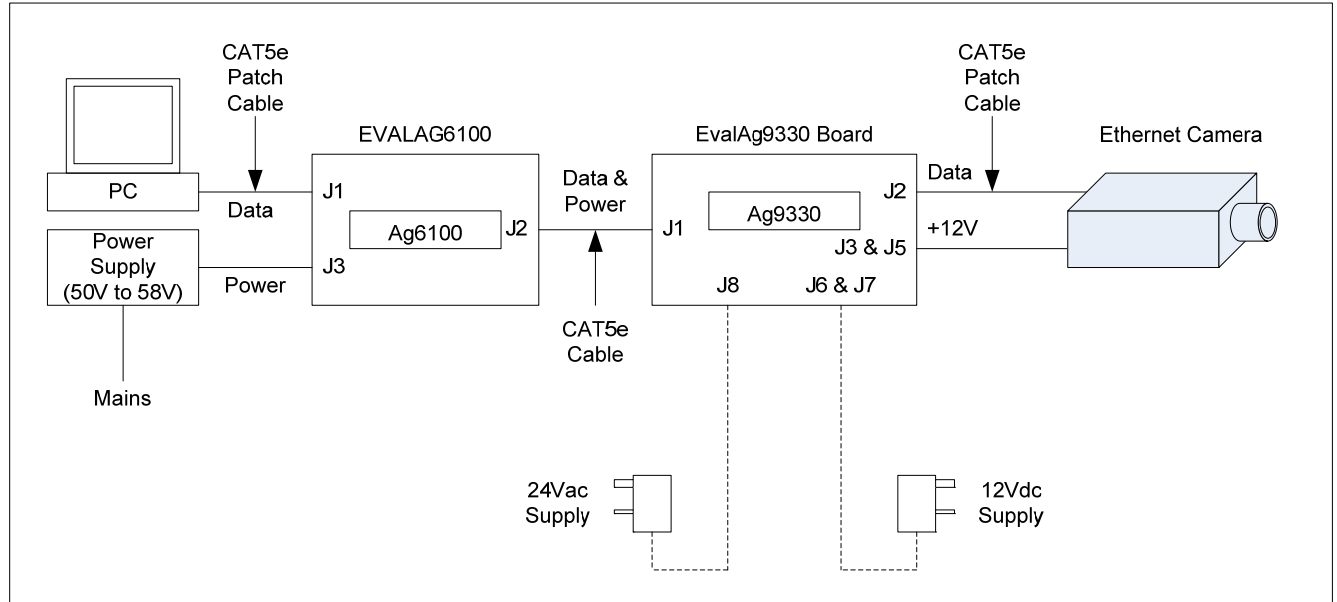 CAT5e
Patch
Cable
PC
Data
Power
Supply
(50V to 58V)
Power
Mains
EVALAG6100
J1
Ag6100
J2
J3
Data &
Power
CAT5e
Cable
EvalAg9330 Board
J1
Ag9330
J2
J3 & J5
J8
J6 & J7
CAT5e
Patch
Cable
Data
+12V
Ethernet Camera
24Vac
Supply
12Vdc
Supply